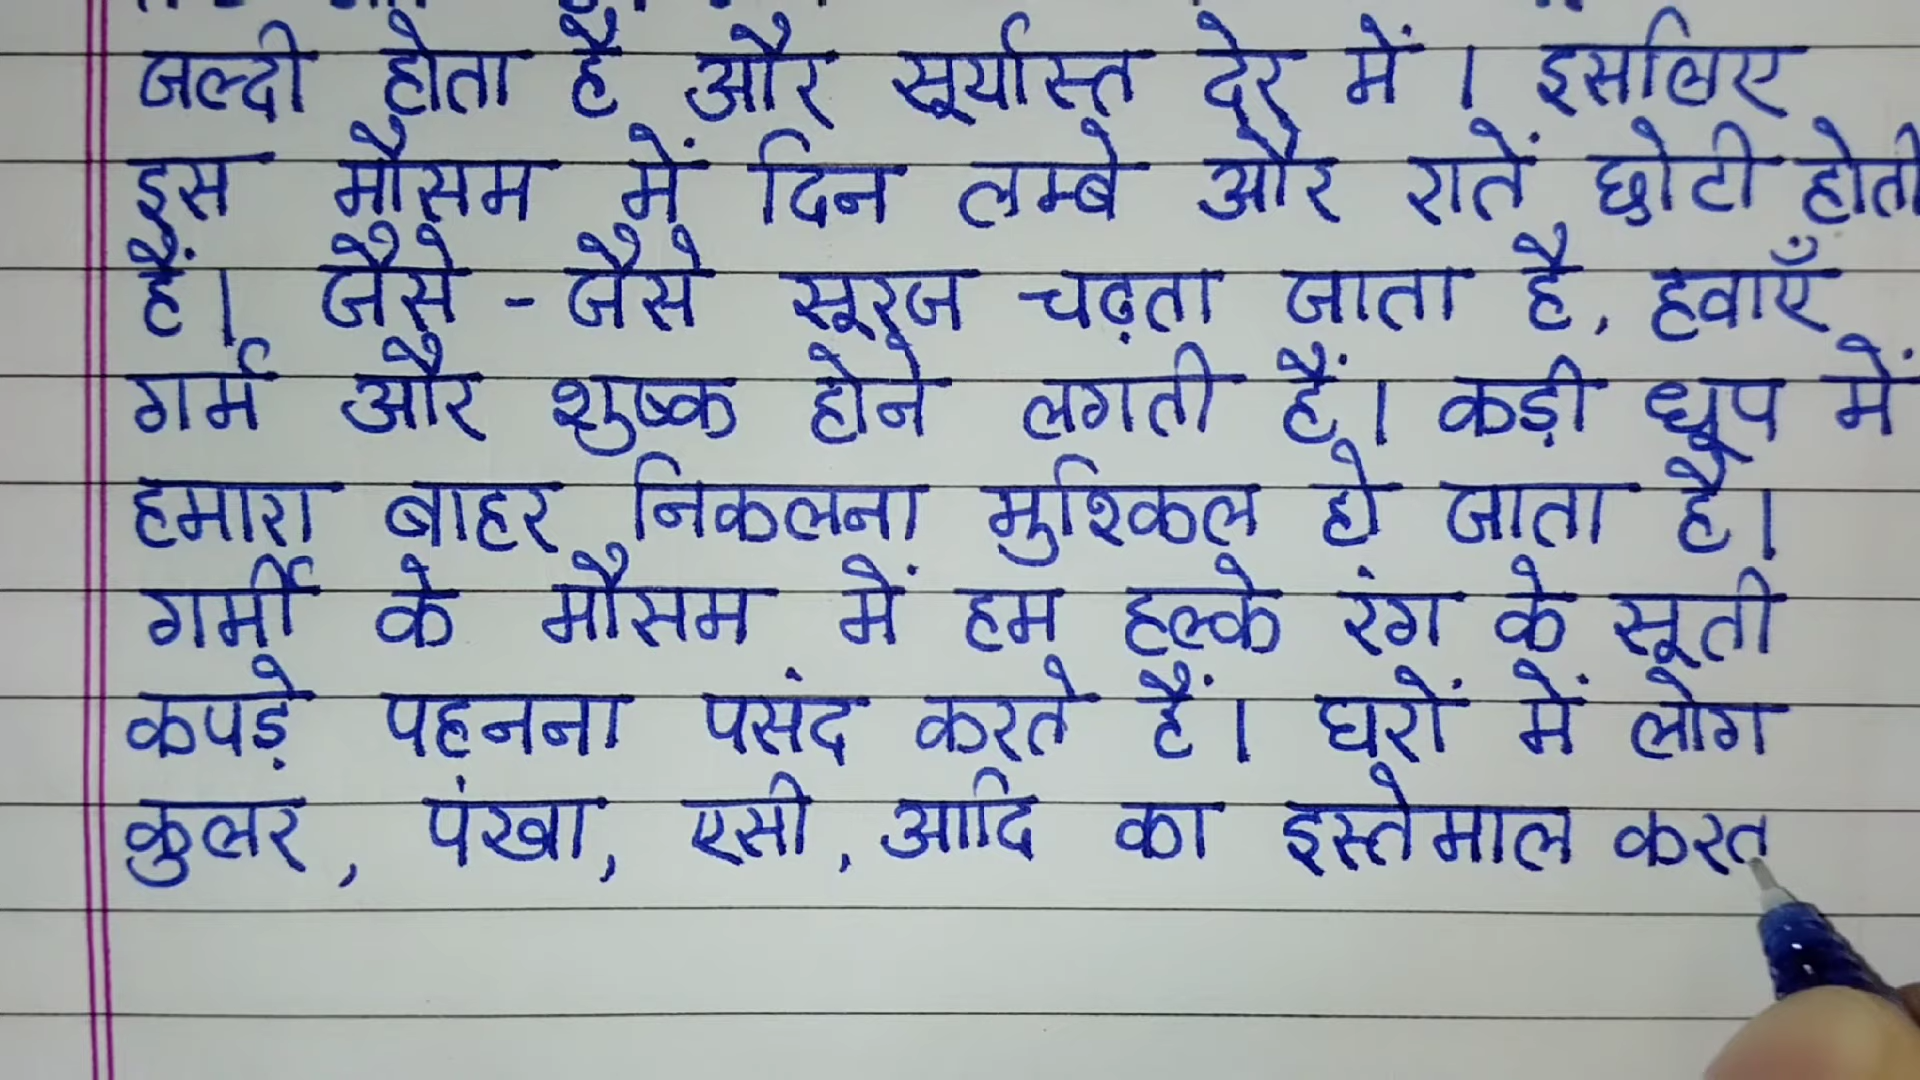 जल्दी होता है और सूर्यास्त देर में। इसलिए
इस मौसम में दिन लम्बे और रातें छोटी होती
हैं। जैसे - जैसे सूरज चढ़ता जाता है, हवाएँ
गर्म और शुष्क होने लगती हैं। कड़ी धूप में
हमारा बाहर निकलना मुश्किल हो जाता है।
गर्मी के मौसम में हम हल्के रंग के सूती
कपड़े पहनना पसंद करते हैं। घरों में लोग
कुलर, पंखा, एसी, आदि का इस्तेमाल करत